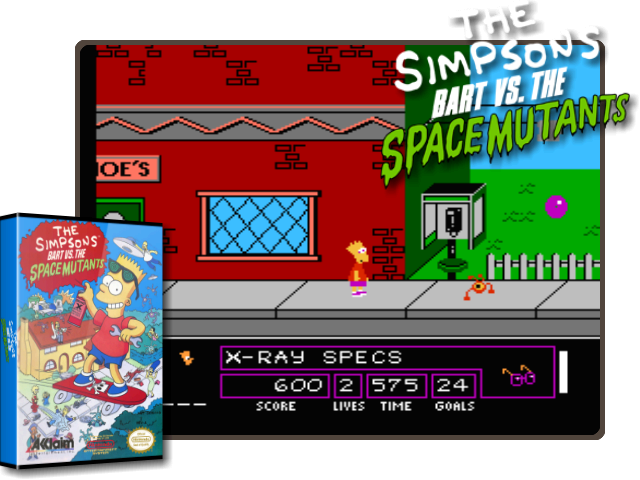 THE
SIMPSONS
BART VS. THE
SPACE MUTANTS
OE'S
THE
SIMPSONS
BART VS. THE
SPACE MUTANTS
X-RAY SPECS
600 2 575 24
SCORE LIVES TIME GOALS
AKklaim